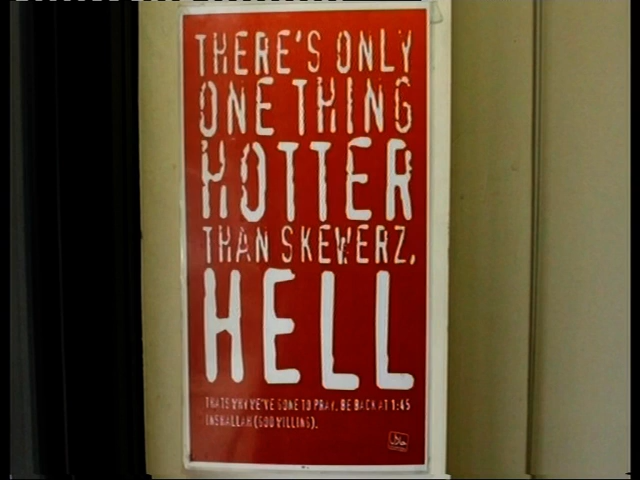 THERE'S ONLY
ONE THING
HOTTER
THAN SKEWERZ,
HELL
THATS WHY WE'VE GONE TO PRAY. BE BACK AT 1:45
INSHALLAH (GOD WILLING).